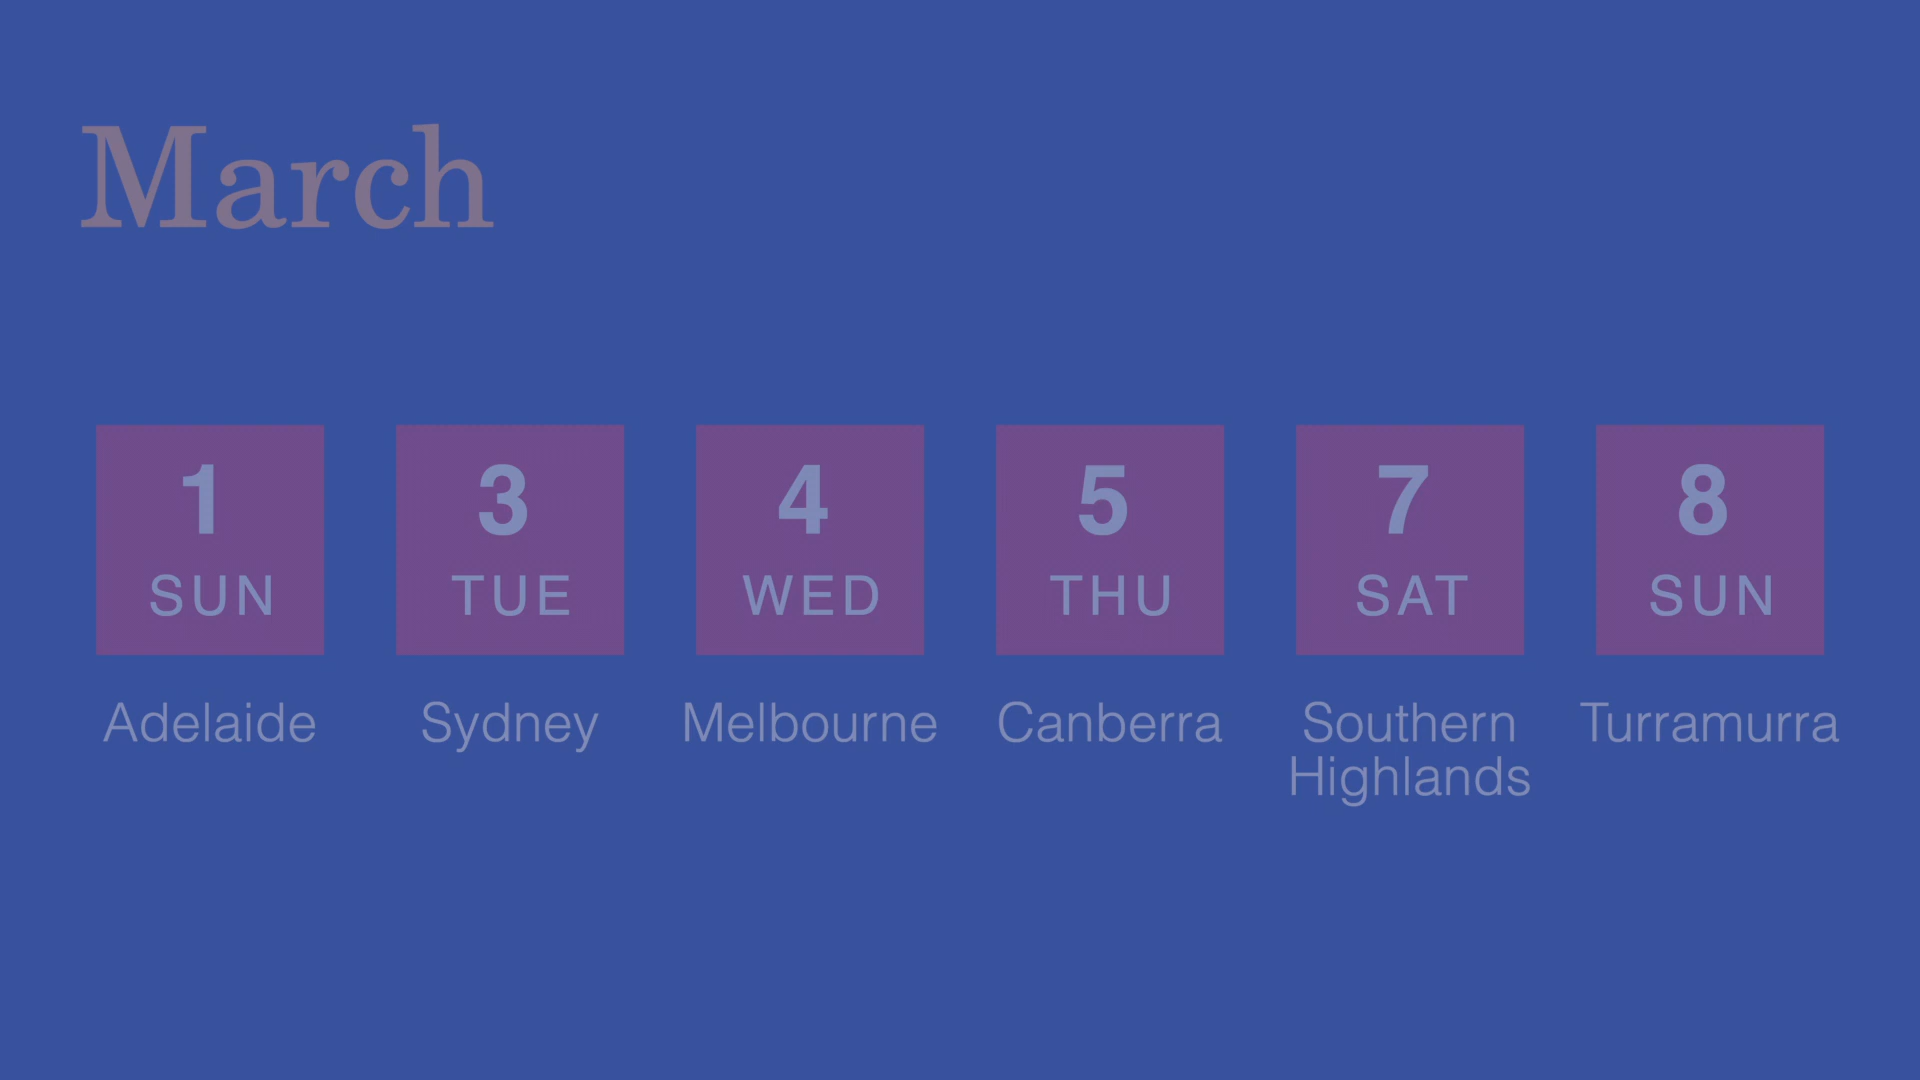 March
1
SUN
Adelaide
3
TUE
Sydney
4
WED
Melbourne
5
THU
Canberra
7
SAT
Southern
Highlands
8
SUN
Turramurra